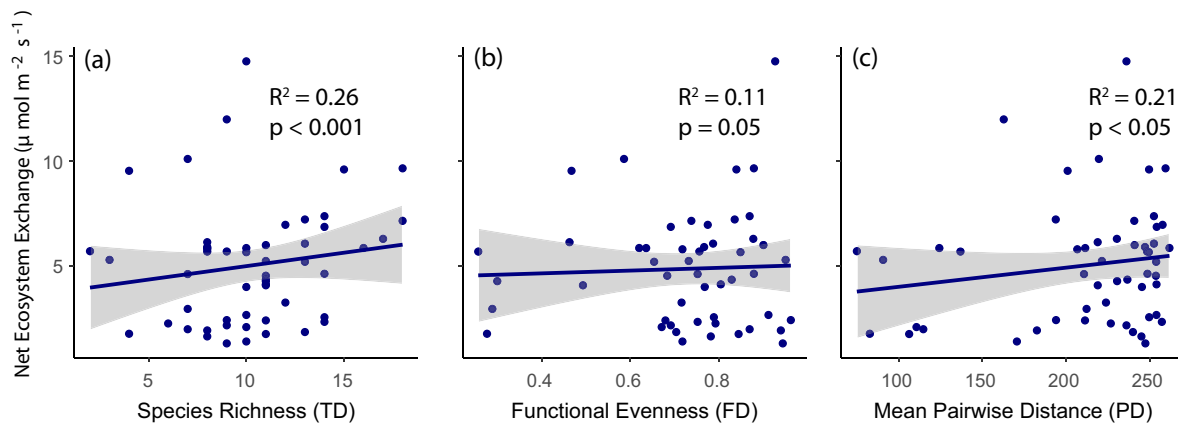 Net Ecosystem Exchange (μ mol m⁻² s⁻¹)
15
10
5
(a)
R² = 0.26
p < 0.001
5 10 15
Species Richness (TD)
(b)
R² = 0.11
p = 0.05
0.4 0.6 0.8
Functional Evenness (FD)
(c)
R² = 0.21
p < 0.05
100 150 200 250
Mean Pairwise Distance (PD)